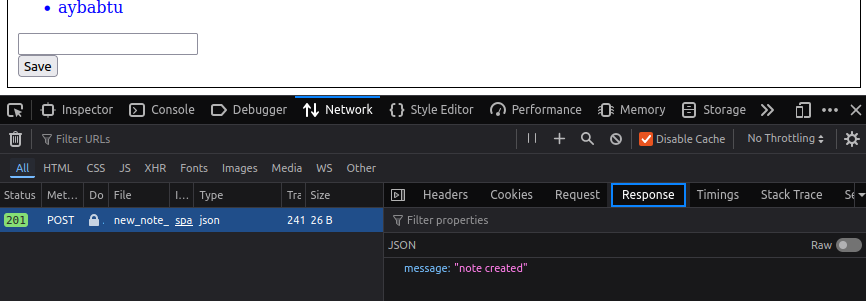 aybabtu
Save
Inspector Console Debugger Network Style Editor Performance Memory Storage
Filter URLs Disable Cache No Throttling
All HTML CSS JS XHR Fonts Images Media WS Other
Status Met… Do File I… Type Tra Size Headers Cookies Request Response Timings Stack Trace Se
201 POST new_note_ spa json 241 26 B Filter properties
JSON Raw
message: "note created"